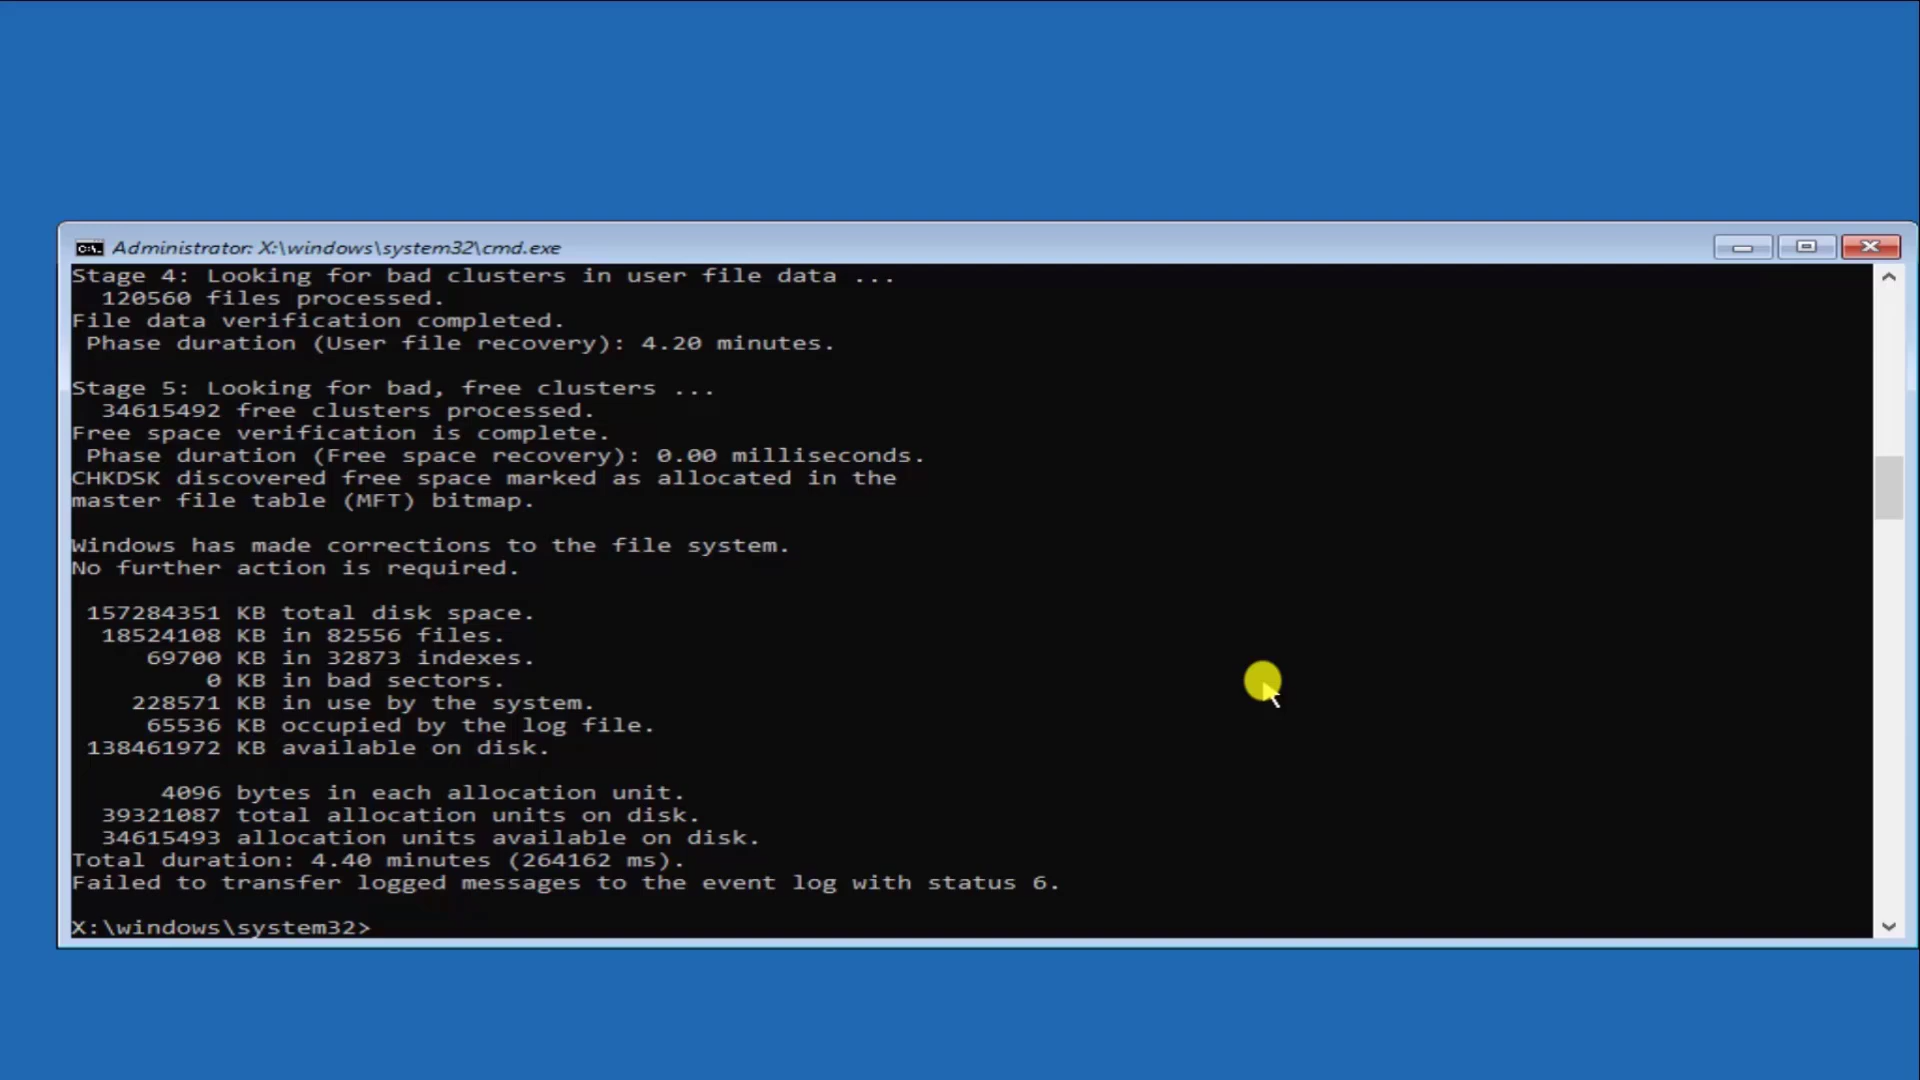 Administrator: X:\windows\system32\cmd.exe
Stage 4: Looking for bad clusters in user file data ...
120560 files processed.
File data verification completed.
Phase duration (User file recovery): 4.20 minutes.
Stage 5: Looking for bad, free clusters ...
34615492 free clusters processed.
Free space verification is complete.
Phase duration (Free space recovery): 0.00 milliseconds.
CHKDSK discovered free space marked as allocated in the
master file table (MFT) bitmap.
Windows has made corrections to the file system.
No further action is required.
157284351 KB total disk space.
18524108 KB in 82556 files.
69700 KB in 32873 indexes.
0 KB in bad sectors.
228571 KB in use by the system.
65536 KB occupied by the log file.
138461972 KB available on disk.
4096 bytes in each allocation unit.
39321087 total allocation units on disk.
34615493 allocation units available on disk.
Total duration: 4.40 minutes (264162 ms).
Failed to transfer logged messages to the event log with status 6.
X:\windows\system32>